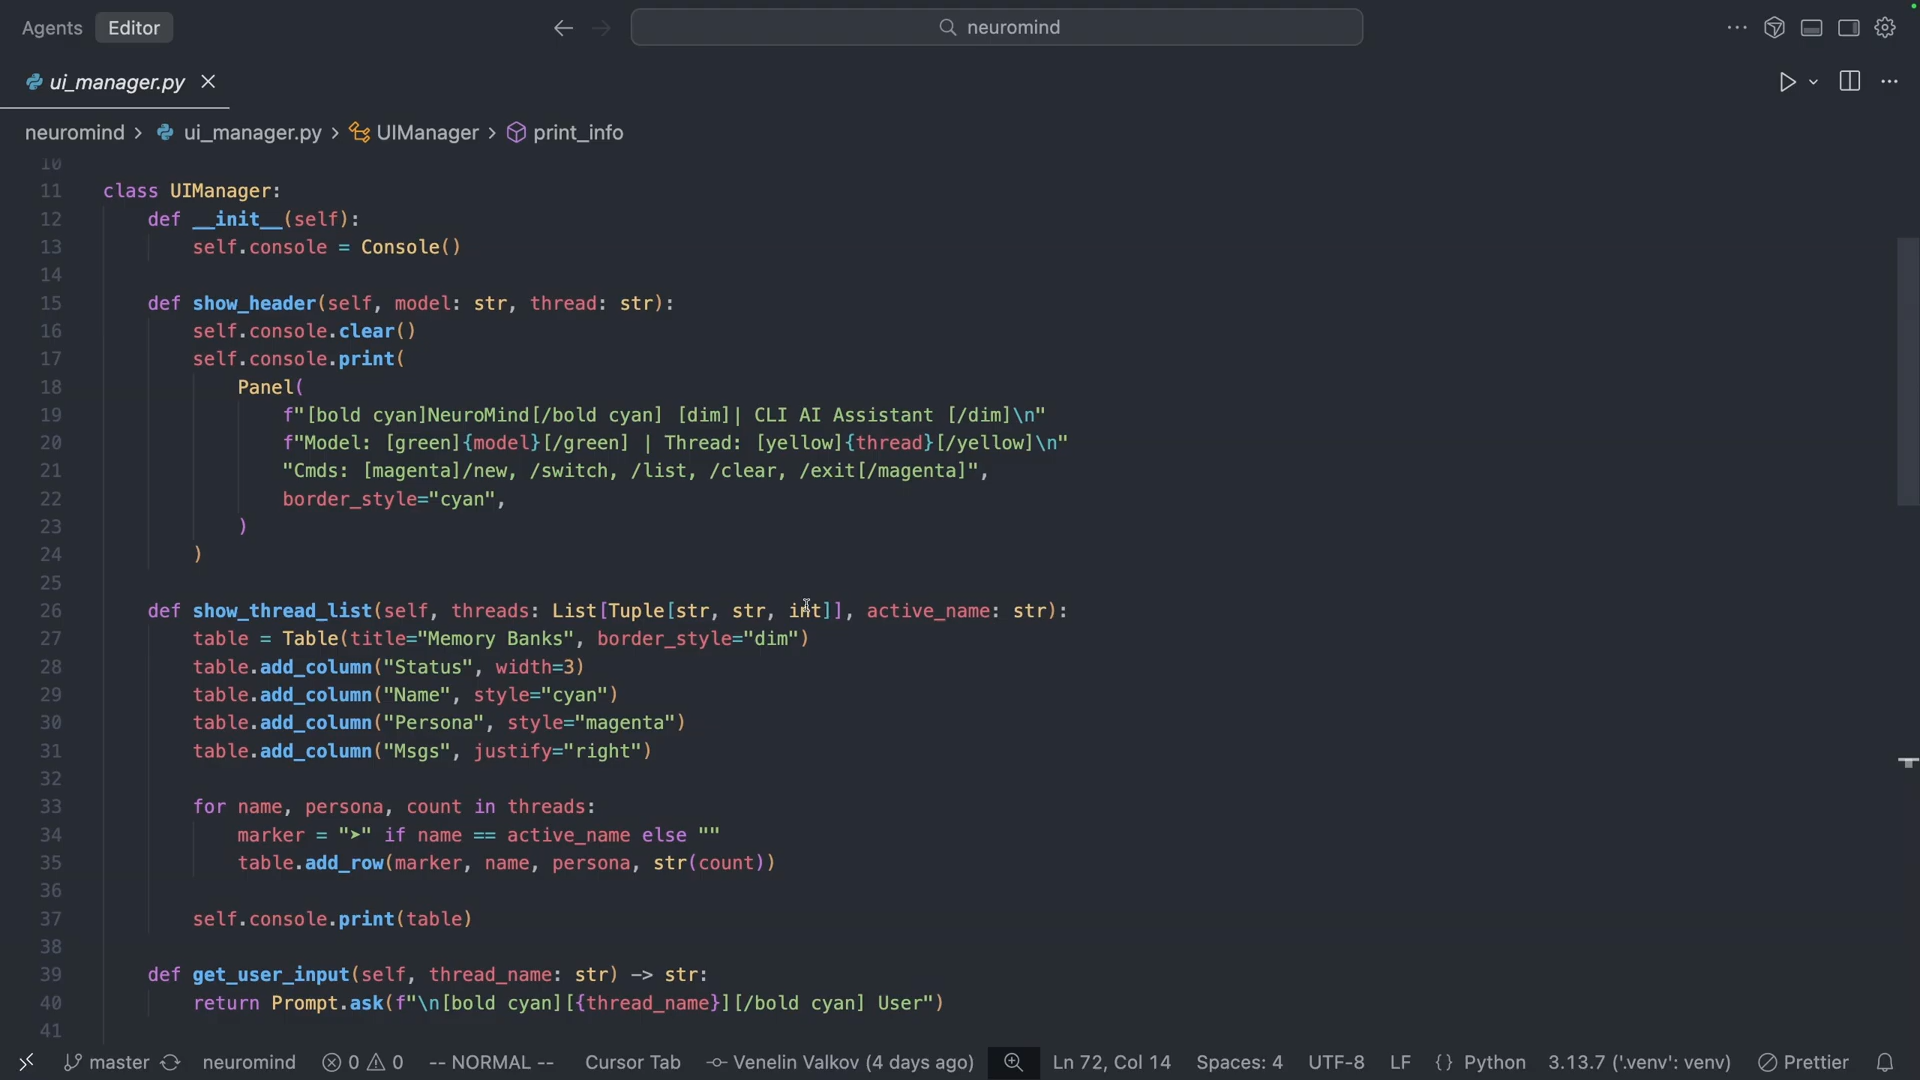 Agents Editor neuromind
ui_manager.py
neuromind > ui_manager.py > UIManager > print_info
10
11 class UIManager:
12     def __init__(self):
13         self.console = Console()
14
15     def show_header(self, model: str, thread: str):
16         self.console.clear()
17         self.console.print(
18             Panel(
19                 f"[bold cyan]NeuroMind[/bold cyan] [dim]| CLI AI Assistant [/dim]\n"
20                 f"Model: [green]{model}[/green] | Thread: [yellow]{thread}[/yellow]\n"
21                 "Cmds: [magenta]/new, /switch, /list, /clear, /exit[/magenta]",
22                 border_style="cyan",
23             )
24         )
25
26     def show_thread_list(self, threads: List[Tuple[str, str, int]], active_name: str):
27         table = Table(title="Memory Banks", border_style="dim")
28         table.add_column("Status", width=3)
29         table.add_column("Name", style="cyan")
30         table.add_column("Persona", style="magenta")
31         table.add_column("Msgs", justify="right")
32
33         for name, persona, count in threads:
34             marker = "➤" if name == active_name else ""
35             table.add_row(marker, name, persona, str(count))
36
37         self.console.print(table)
38
39     def get_user_input(self, thread_name: str) -> str:
40         return Prompt.ask(f"\n[bold cyan][{thread_name}][/bold cyan] User")
41
master neuromind 0 0 -- NORMAL -- Cursor Tab Venelin Valkov (4 days ago) Ln 72, Col 14 Spaces: 4 UTF-8 LF {} Python 3.13.7 ('.venv': venv) Prettier